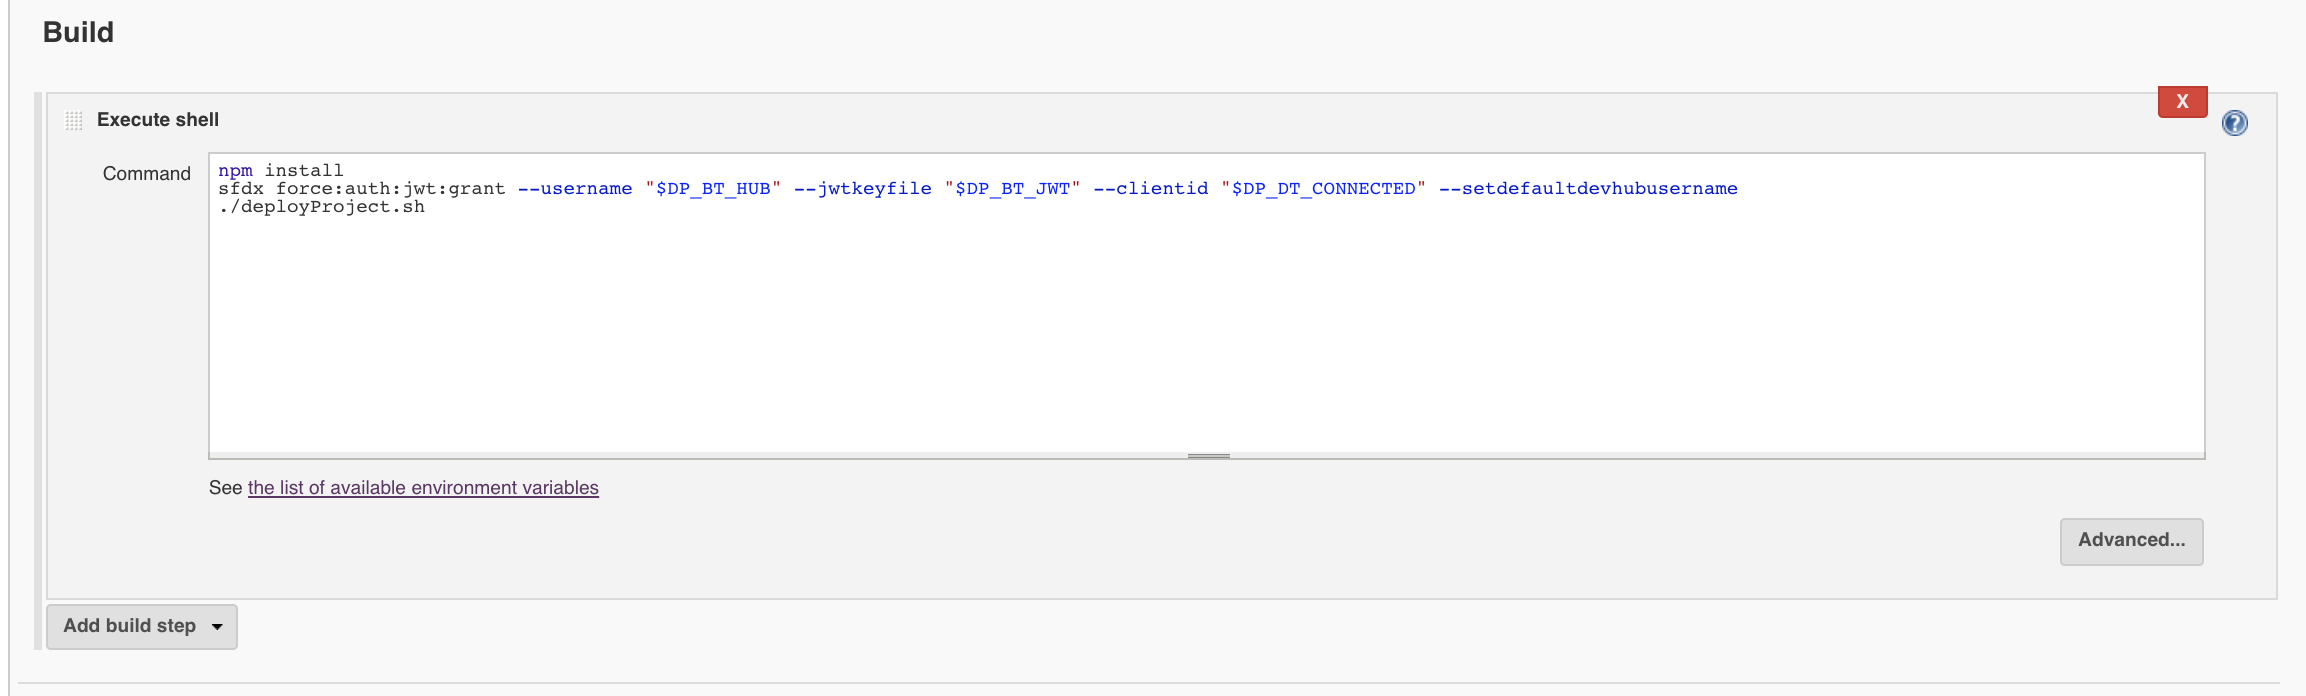 Build
Execute shell
X
?
Command
npm install
sfdx force:auth:jwt:grant --username "$DP_BT_HUB" --jwtkeyfile "$DP_BT_JWT" --clientid "$DP_DT_CONNECTED" --setdefaultdevhubusername
./deployProject.sh
See the list of available environment variables
Advanced...
Add build step